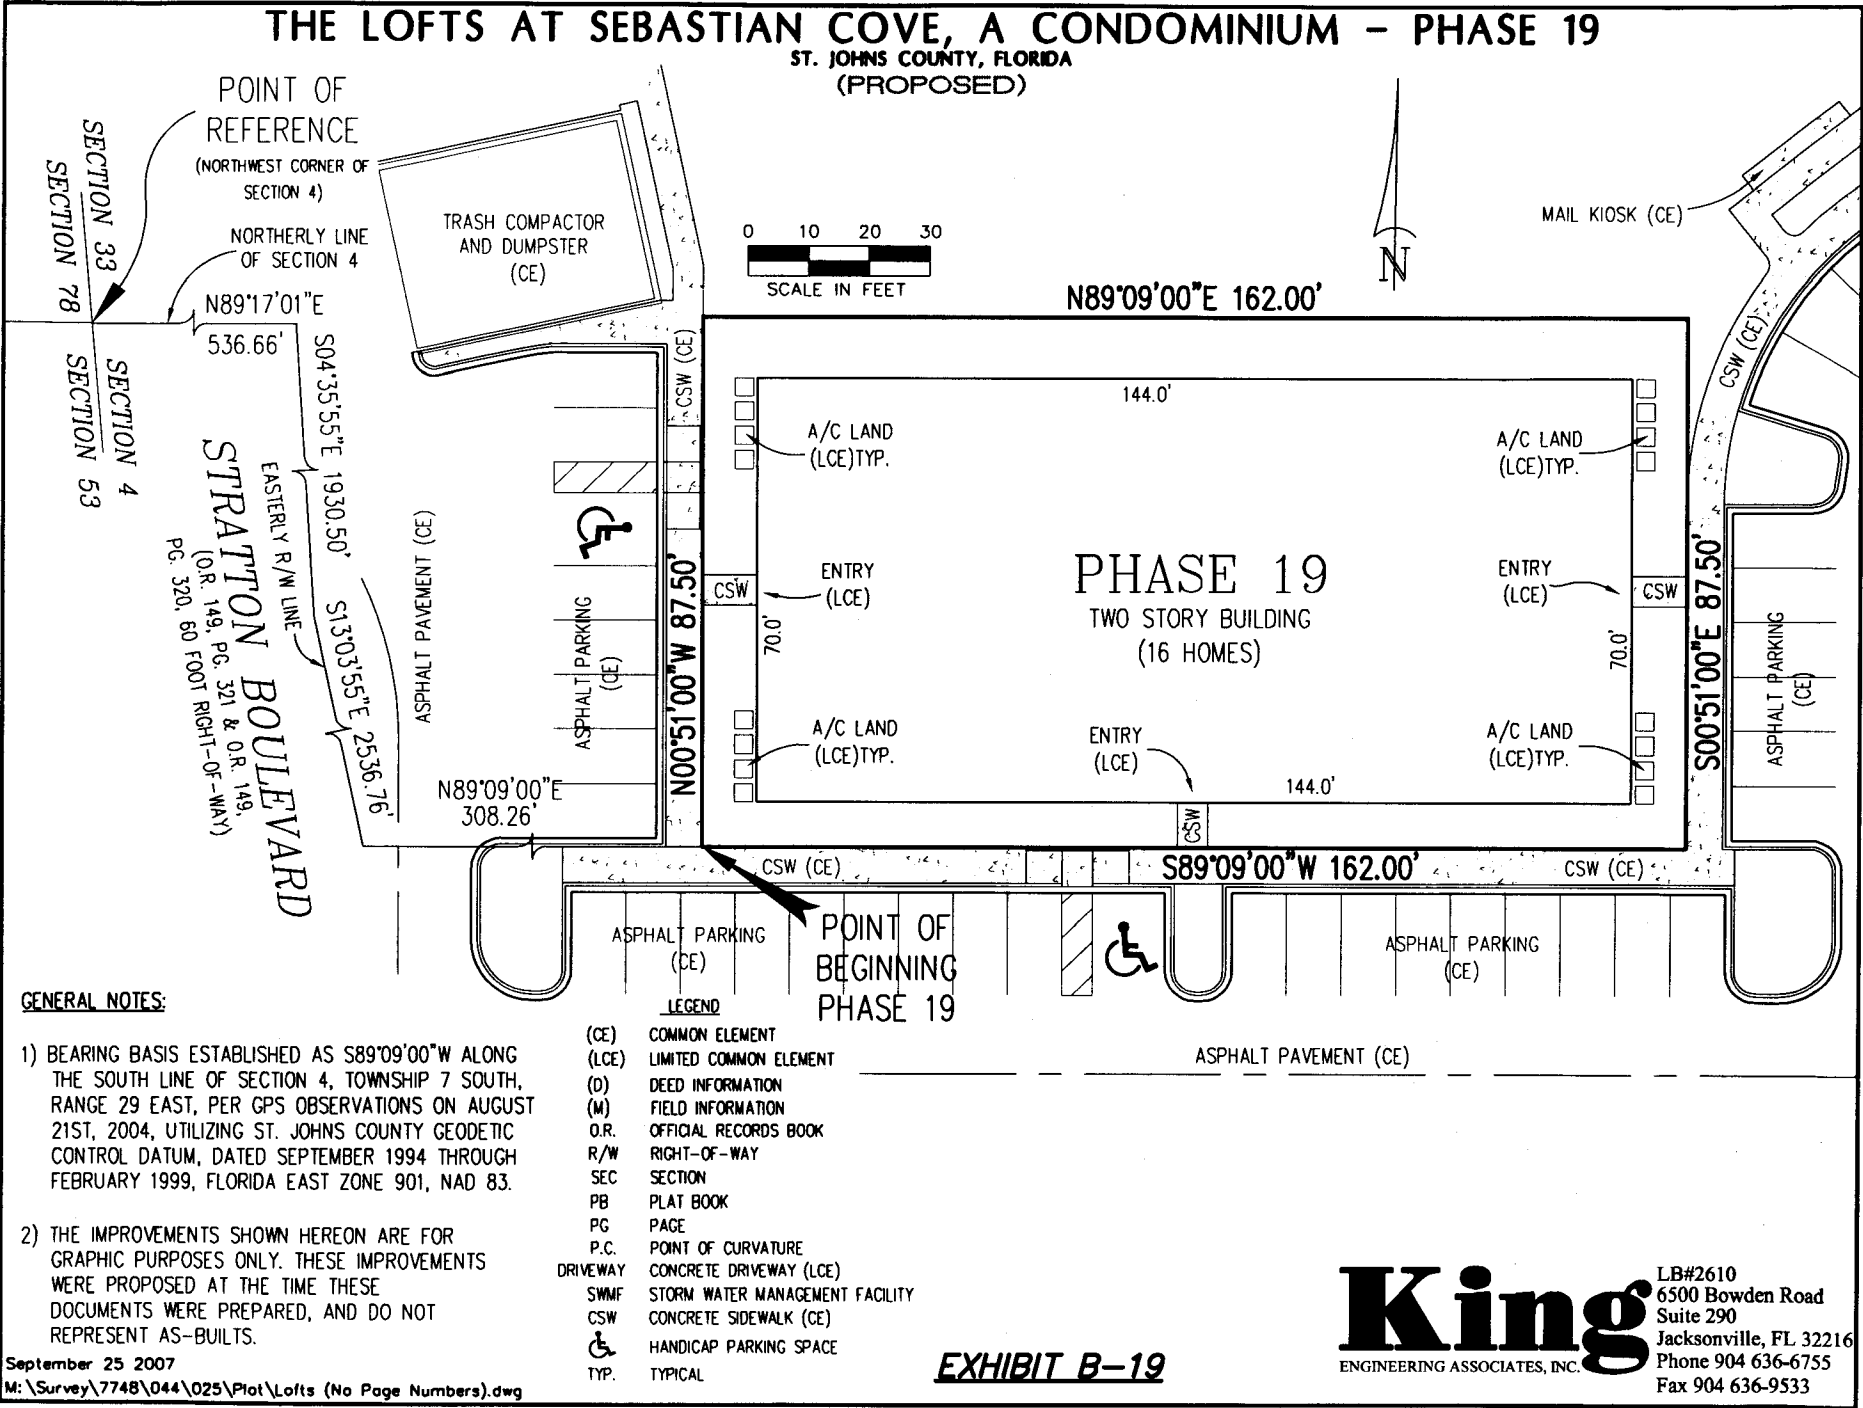 THE LOFTS AT SEBASTIAN COVE, A CONDOMINIUM - PHASE 19
ST. JOHNS COUNTY, FLORIDA
(PROPOSED)
POINT OF
REFERENCE
(NORTHWEST CORNER OF
SECTION 4)
NORTHERLY LINE
OF SECTION 4
SECTION 33
SECTION 78
SECTION 4
SECTION 53
N89°17'01"E
536.66'
S04°35'55"E 1930.50'
S13°03'55"E 2536.76'
EASTERLY R/W LINE
STRATTON BOULEVARD
(O.R. 149, PG. 321 & O.R. 149,
PG. 320, 60 FOOT RIGHT-OF-WAY)
TRASH COMPACTOR
AND DUMPSTER
(CE)
0 10 20 30
SCALE IN FEET
N
MAIL KIOSK (CE)
N89°09'00"E 162.00'
CSW (CE)
CSW (CE)
144.0'
A/C LAND
(LCE)TYP.
A/C LAND
(LCE)TYP.
ASPHALT PAVEMENT (CE)
ASPHALT PARKING
(CE)
N00°51'00"W 87.50'
CSW
ENTRY
(LCE)
70.0'
PHASE 19
TWO STORY BUILDING
(16 HOMES)
ENTRY
(LCE)
CSW
70.0'
S00°51'00"E 87.50'
ASPHALT PARKING
(CE)
A/C LAND
(LCE)TYP.
ENTRY
(LCE)
A/C LAND
(LCE)TYP.
144.0'
CSW
N89°09'00"E
308.26'
CSW (CE)
S89°09'00"W 162.00'
CSW (CE)
ASPHALT PARKING
(CE)
POINT OF
BEGINNING
PHASE 19
ASPHALT PARKING
(CE)
ASPHALT PAVEMENT (CE)
GENERAL NOTES:
1) BEARING BASIS ESTABLISHED AS S89°09'00"W ALONG
THE SOUTH LINE OF SECTION 4, TOWNSHIP 7 SOUTH,
RANGE 29 EAST, PER GPS OBSERVATIONS ON AUGUST
21ST, 2004, UTILIZING ST. JOHNS COUNTY GEODETIC
CONTROL DATUM, DATED SEPTEMBER 1994 THROUGH
FEBRUARY 1999, FLORIDA EAST ZONE 901, NAD 83.
2) THE IMPROVEMENTS SHOWN HEREON ARE FOR
GRAPHIC PURPOSES ONLY. THESE IMPROVEMENTS
WERE PROPOSED AT THE TIME THESE
DOCUMENTS WERE PREPARED, AND DO NOT
REPRESENT AS-BUILTS.
September 25 2007
M:\Survey\7748\044\025\Plot\Lofts (No Page Numbers).dwg
LEGEND
(CE) COMMON ELEMENT
(LCE) LIMITED COMMON ELEMENT
(D) DEED INFORMATION
(M) FIELD INFORMATION
O.R. OFFICIAL RECORDS BOOK
R/W RIGHT-OF-WAY
SEC SECTION
PB PLAT BOOK
PG PAGE
P.C. POINT OF CURVATURE
DRIVEWAY CONCRETE DRIVEWAY (LCE)
SWMF STORM WATER MANAGEMENT FACILITY
CSW CONCRETE SIDEWALK (CE)
HANDICAP PARKING SPACE
TYP. TYPICAL
EXHIBIT B-19
King
ENGINEERING ASSOCIATES, INC.
LB#2610
6500 Bowden Road
Suite 290
Jacksonville, FL 32216
Phone 904 636-6755
Fax 904 636-9533